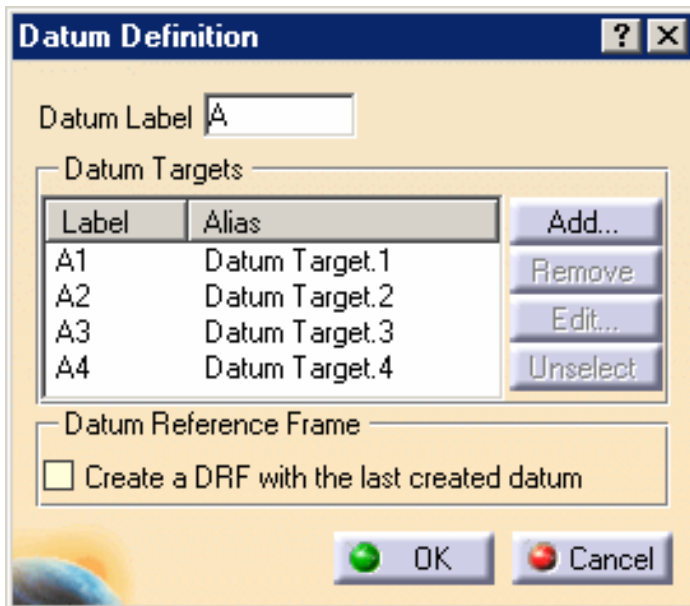 Datum Definition
?
Datum Label A
Datum Targets
Label Alias Add...
A1 Datum Target.1
Remove
A2 Datum Target.2
Edit...
A3 Datum Target.3
A4 Datum Target.4
Unselect
Datum Reference Frame
Create a DRF with the last created datum
OK Cancel